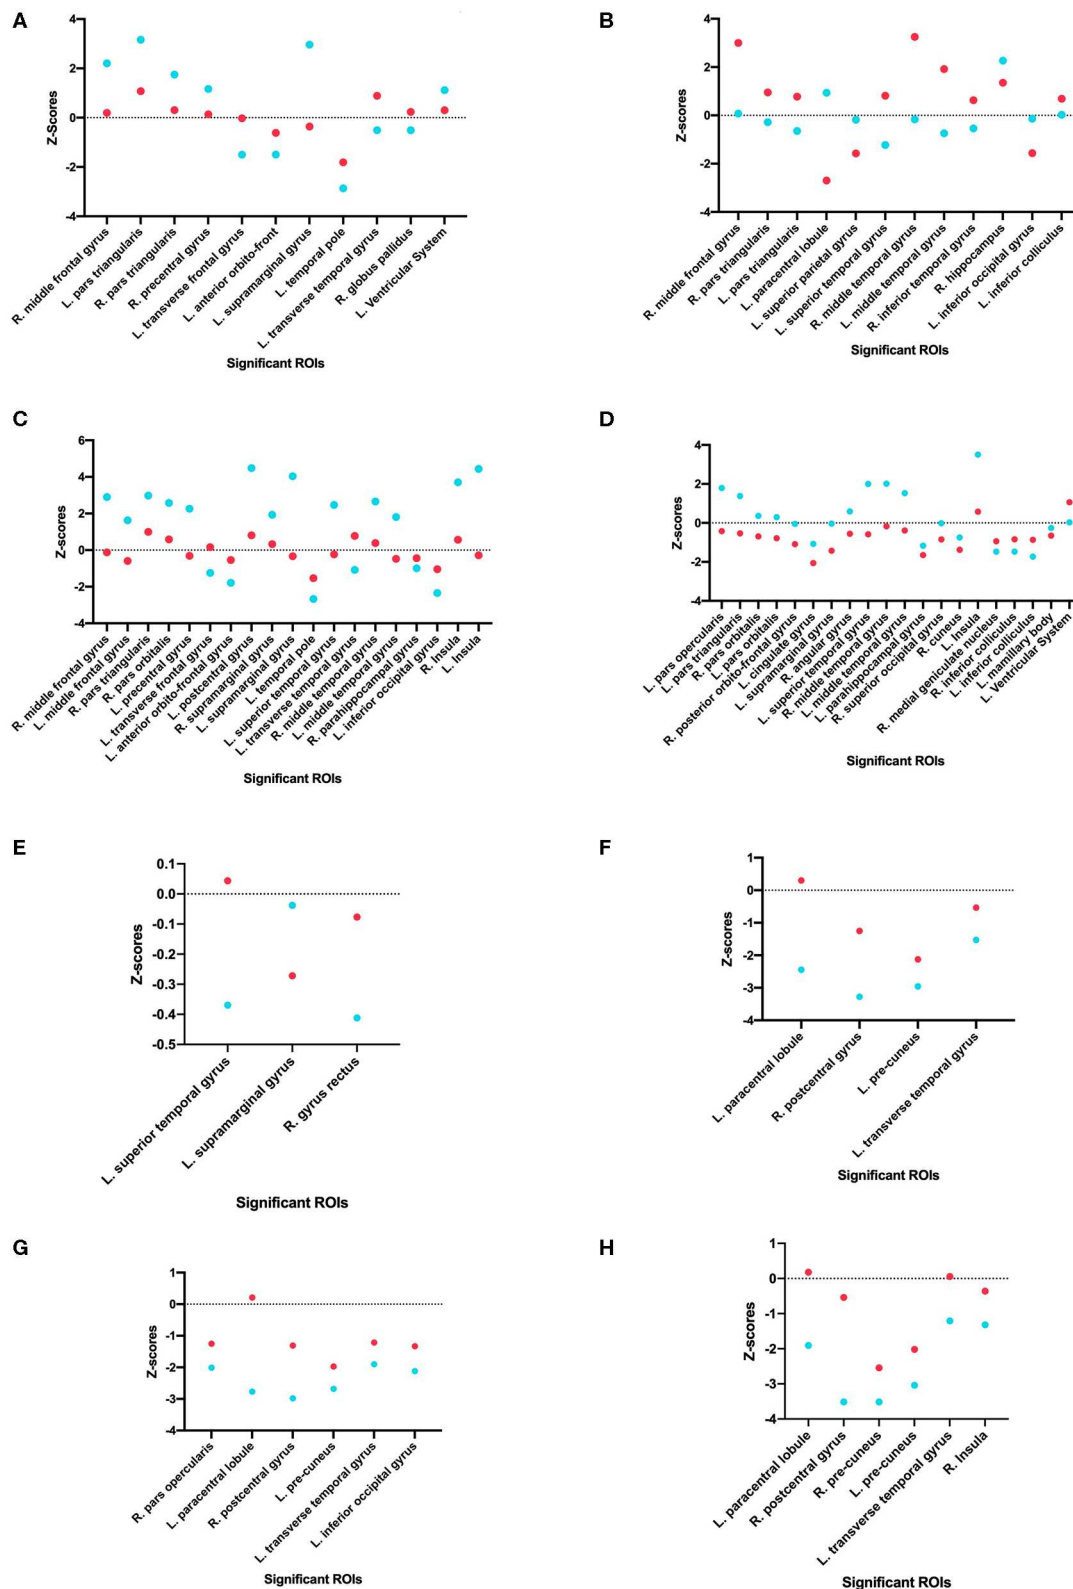 A
4
2
0
-2
-4
Z-scores
R. middle frontal gyrus
L. pars triangularis
R. pars triangularis
R. precentral gyrus
L. transverse frontal gyrus
L. anterior orbito-front
L. supramarginal gyrus
L. temporal pole
L. transverse temporal gyrus
R. globus pallidus
L. Ventricular System
Significant ROIs
B
4
2
0
-2
-4
Z-scores
R. middle frontal gyrus
R. pars triangularis
L. pars triangularis
L. paracentral lobule
L. superior parietal gyrus
L. superior temporal gyrus
R. middle temporal gyrus
L. middle temporal gyrus
R. inferior temporal gyrus
R. hippocampus
L. inferior occipital gyrus
L. inferior colliculus
Significant ROIs
C
6
4
2
0
-2
-4
Z-scores
R. middle frontal gyrus
L. middle frontal gyrus
R. pars triangularis
R. pars orbitalis
L. precentral gyrus
L. transverse frontal gyrus
L. anterior orbito-frontal gyrus
L. postcentral gyrus
R. supramarginal gyrus
L. supramarginal gyrus
L. temporal pole
L. superior temporal gyrus
L. transverse temporal gyrus
R. middle temporal gyrus
L. middle temporal gyrus
R. parahippocampal gyrus
L. inferior occipital gyrus
R. Insula
L. Insula
Significant ROIs
D
4
2
0
-2
-4
Z-scores
L. pars opercularis
L. pars triangularis
R. pars orbitalis
L. pars orbitalis
R. posterior orbito-frontal gyrus
L. cingulate gyrus
L. supramarginal gyrus
R. angular gyrus
L. superior temporal gyrus
R. middle temporal gyrus
L. middle temporal gyrus
L. parahippocampal gyrus
R. superior occipital gyrus
R. cuneus
L. Insula
R. medial geniculate nucleus
R. inferior colliculus
L. inferior colliculus
L. mamillary body
L. Ventricular System
Significant ROIs
E
0.1
0.0
-0.1
-0.2
-0.3
-0.4
-0.5
Z-scores
L. superior temporal gyrus
L. supramarginal gyrus
R. gyrus rectus
Significant ROIs
F
1
0
-1
-2
-3
-4
Z-scores
L. paracentral lobule
R. postcentral gyrus
L. pre-cuneus
L. transverse temporal gyrus
Significant ROIs
G
1
0
-1
-2
-3
-4
Z-scores
R. pars opercularis
L. paracentral lobule
R. postcentral gyrus
L. pre-cuneus
L. transverse temporal gyrus
L. inferior occipital gyrus
Significant ROIs
H
1
0
-1
-2
-3
-4
Z-scores
L. paracentral lobule
R. postcentral gyrus
R. pre-cuneus
L. pre-cuneus
L. transverse temporal gyrus
R. Insula
Significant ROIs